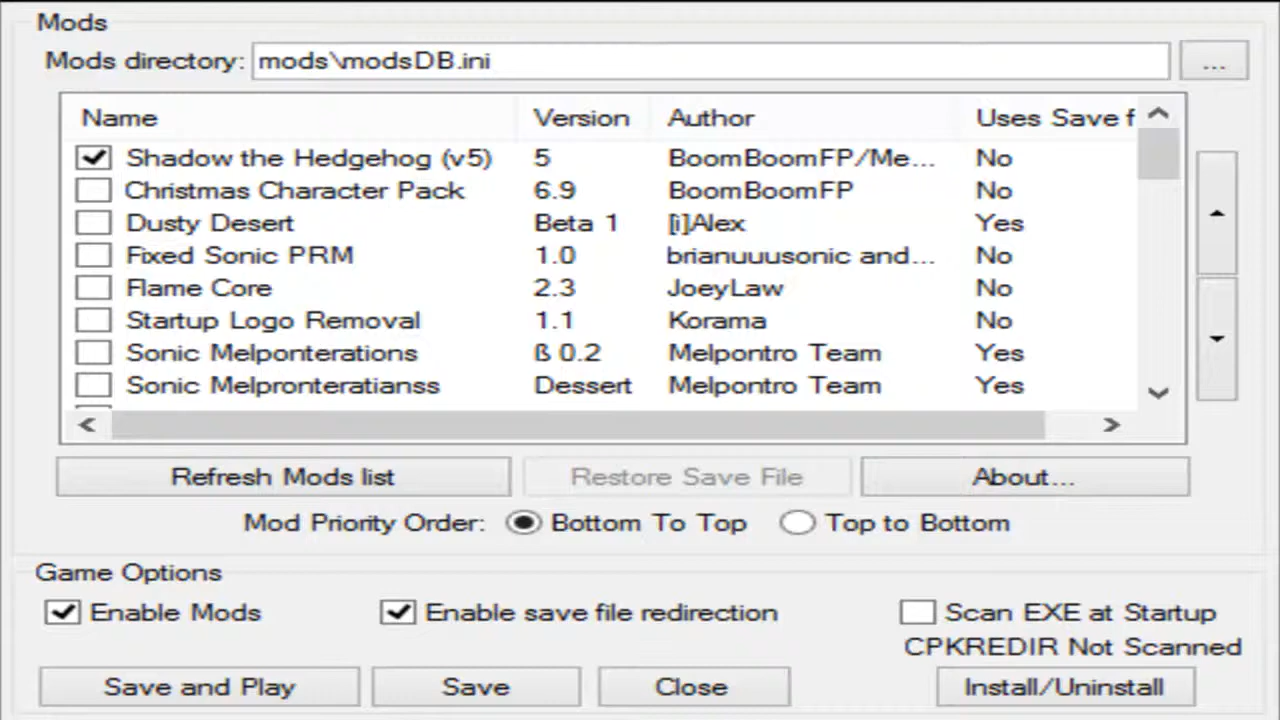 Mods
Mods directory: mods\modsDB.ini ...
Name Version Author Uses Save f
Shadow the Hedgehog (v5) 5 BoomBoomFP/Me... No
Christmas Character Pack 6.9 BoomBoomFP No
Dusty Desert Beta 1 [i]Alex Yes
Fixed Sonic PRM 1.0 brianuuusonic and... No
Flame Core 2.3 JoeyLaw No
Startup Logo Removal 1.1 Korama No
Sonic Melponterations ß 0.2 Melpontro Team Yes
Sonic Melpronteratianss Dessert Melpontro Team Yes
Refresh Mods list Restore Save File About...
Mod Priority Order: Bottom To Top Top to Bottom
Game Options
Enable Mods Enable save file redirection Scan EXE at Startup
CPKREDIR Not Scanned
Save and Play Save Close Install/Uninstall